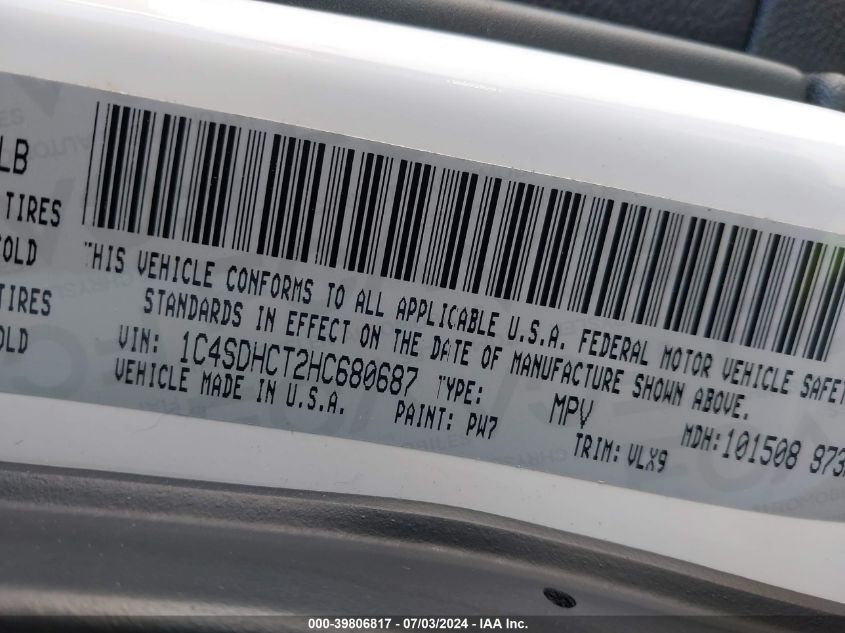 LB
TIRES
COLD
TIRES
OLD
THIS VEHICLE CONFORMS TO ALL APPLICABLE U.S.A. FEDERAL MOTOR VEHICLE SAFET
STANDARDS IN EFFECT ON THE DATE OF MANUFACTURE SHOWN ABOVE.
VIN: 1C4SDHCT2HC680687 TYPE: MPV MDH:101508 873
VEHICLE MADE IN U.S.A. PAINT: PW7 TRIM: VLX9
000-39806817 - 07/03/2024 - IAA Inc.